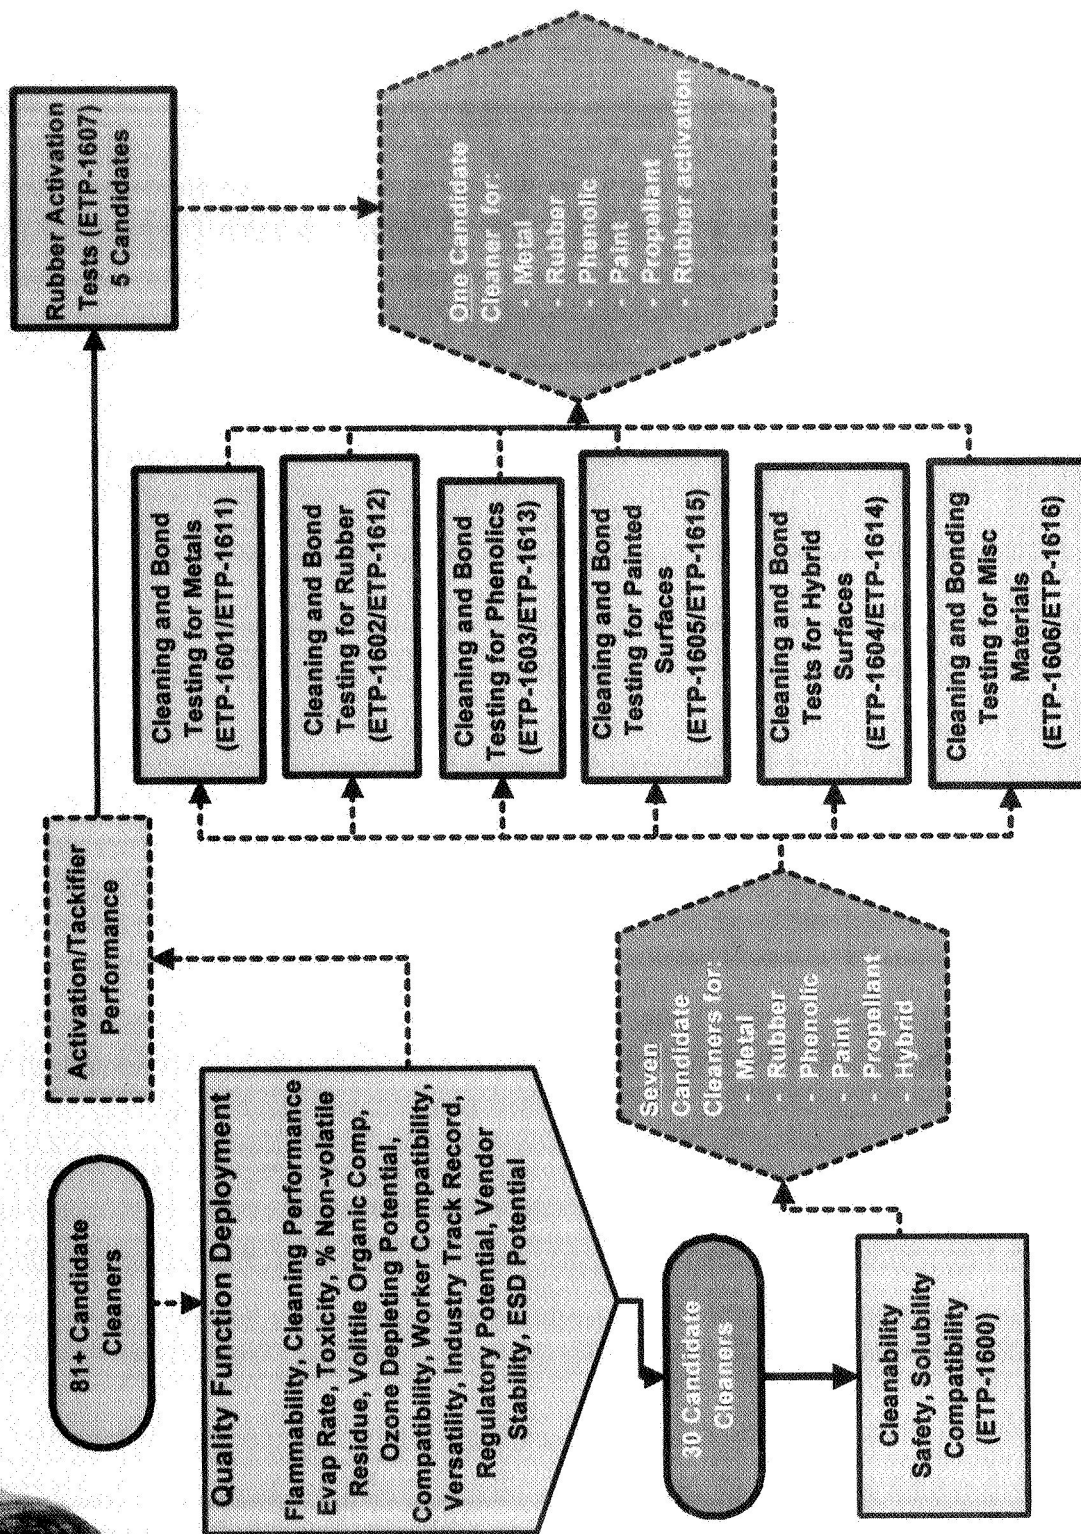 81+ Candidate
Cleaners
Quality Function Deployment
Flammability, Cleaning Performance
Evap Rate, Toxicity, % Non-volatile
Residue, Volitile Organic Comp,
Ozone Depleting Potential,
Compatibility, Worker Compatibility,
Versatility, Industry Track Record,
Regulatory Potential, Vendor
Stability, ESD Potential
30 Candidate
Cleaners
Cleanability
Safety, Solubility
Compatibility
(ETP-1600)
Activation/Tackifier
Performance
Seven
Candidate
Cleaners for:
- Metal
- Rubber
- Phenolic
- Paint
- Propellant
- Hybrid
Cleaning and Bond
Testing for Metals
(ETP-1601/ETP-1611)
Cleaning and Bond
Testing for Rubber
(ETP-1602/ETP-1612)
Cleaning and Bond
Testing for Phenolics
(ETP-1603/ETP-1613)
Cleaning and Bond
Testing for Painted
Surfaces
(ETP-1605/ETP-1615)
Cleaning and Bond
Tests for Hybrid
Surfaces
(ETP-1604/ETP-1614)
Cleaning and Bonding
Testing for Misc
Materials
(ETP-1606/ETP-1616)
Rubber Activation
Tests (ETP-1607)
5 Candidates
One Candidate
Cleaner for:
- Metal
- Rubber
- Phenolic
- Paint
- Propellant
- Rubber activation